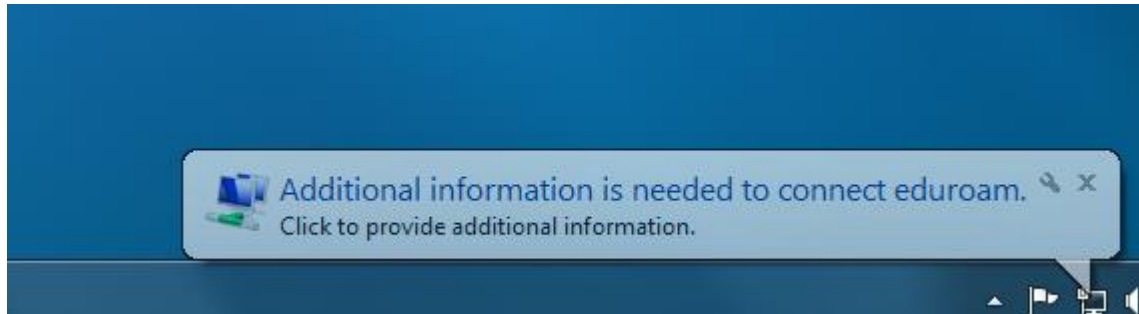 Additional information is needed to connect eduroam.
Click to provide additional information.